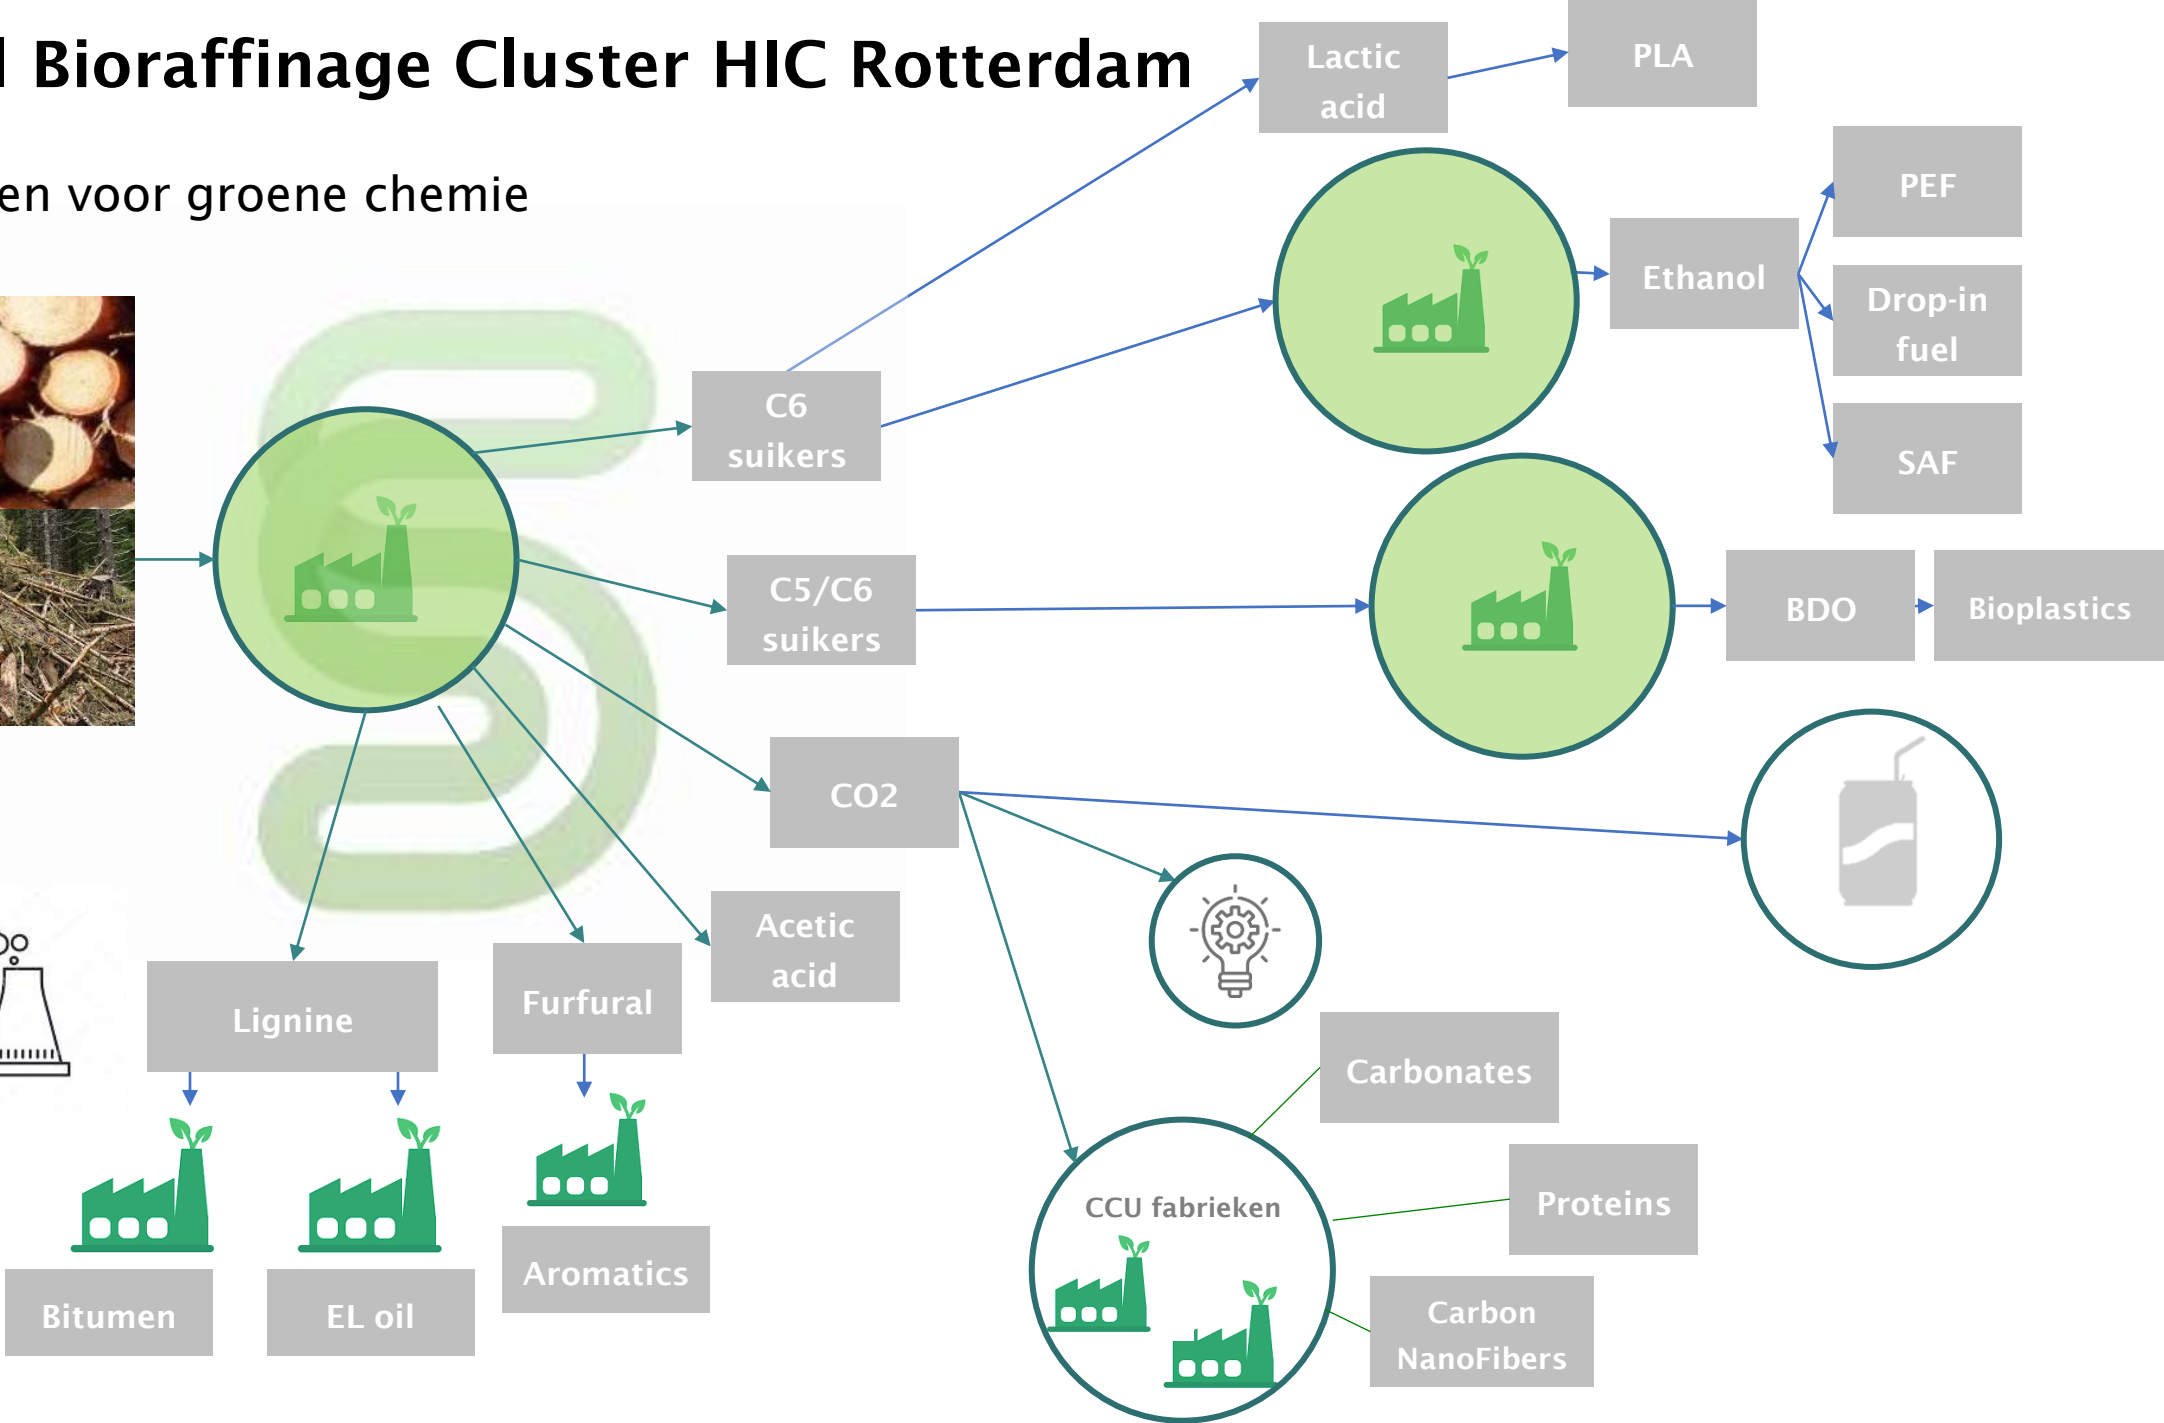 Bioraffinage Cluster HIC Rotterdam
en voor groene chemie
Lactic
acid
PLA
PEF
Ethanol
Drop-in
fuel
SAF
C6
suikers
C5/C6
suikers
BDO
Bioplastics
CO2
Acetic
acid
Lignine
Furfural
Carbonates
CCU fabrieken
Proteins
Aromatics
Bitumen
EL oil
Carbon
NanoFibers